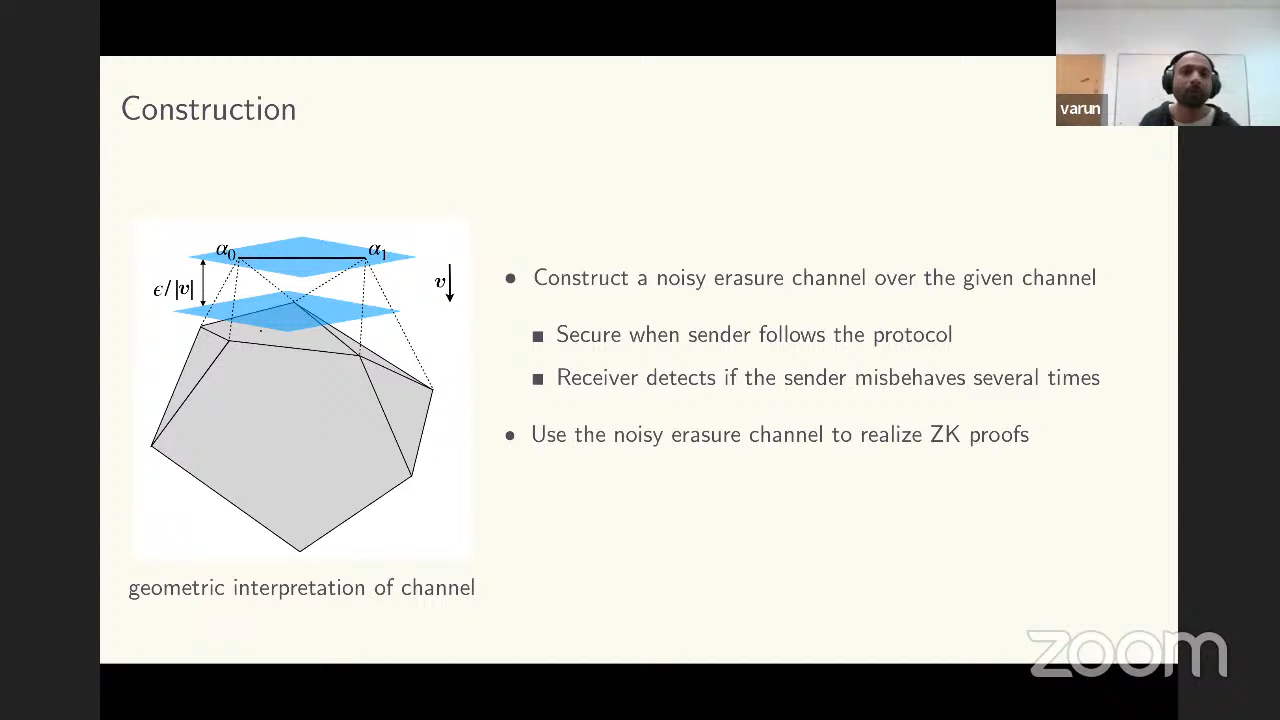 varun
Construction
α₀ α₁
ϵ/|v|
v
• Construct a noisy erasure channel over the given channel
■ Secure when sender follows the protocol
■ Receiver detects if the sender misbehaves several times
• Use the noisy erasure channel to realize ZK proofs
geometric interpretation of channel
zoom